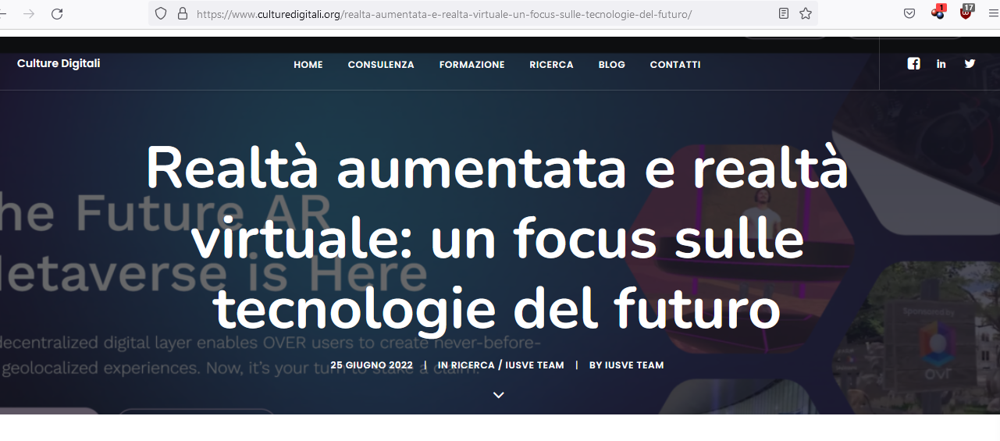 https://www.culturedigitali.org/realta-aumentata-e-realta-virtuale-un-focus-sulle-tecnologie-del-futuro/
1
17
Culture Digitali
HOME CONSULENZA FORMAZIONE RICERCA BLOG CONTATTI
Realtà aumentata e realtà
he Future AR
virtuale: un focus sulle
etaverse is Here
tecnologie del futuro
Sponsored by
ovr
decentralized digital layer enables OVER users to create never-before-
geolocalized experiences. Now, it's your turn to stake a claim.
25 GIUGNO 2022 | IN RICERCA / IUSVE TEAM | BY IUSVE TEAM